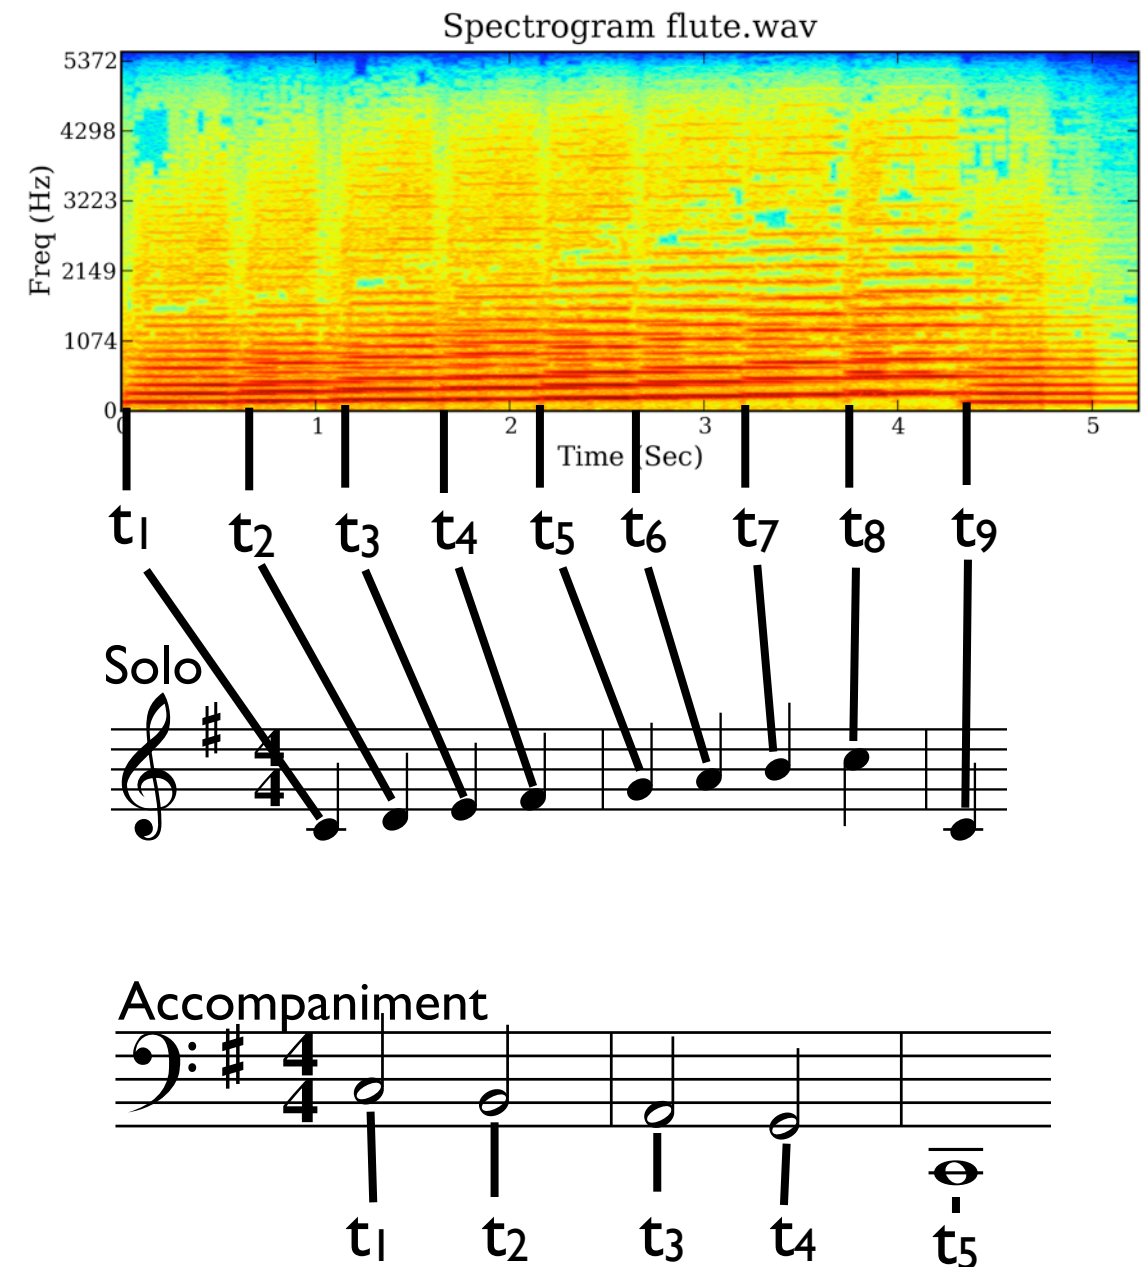 Spectrogram flute.wav
5372
4298
3223
2149
1074
0
Freq (Hz)
0 1 2 3 4 5
Time (Sec)
t1 t2 t3 t4 t5 t6 t7 t8 t9
Solo
4
4
Accompaniment
4
4
t1 t2 t3 t4 t5